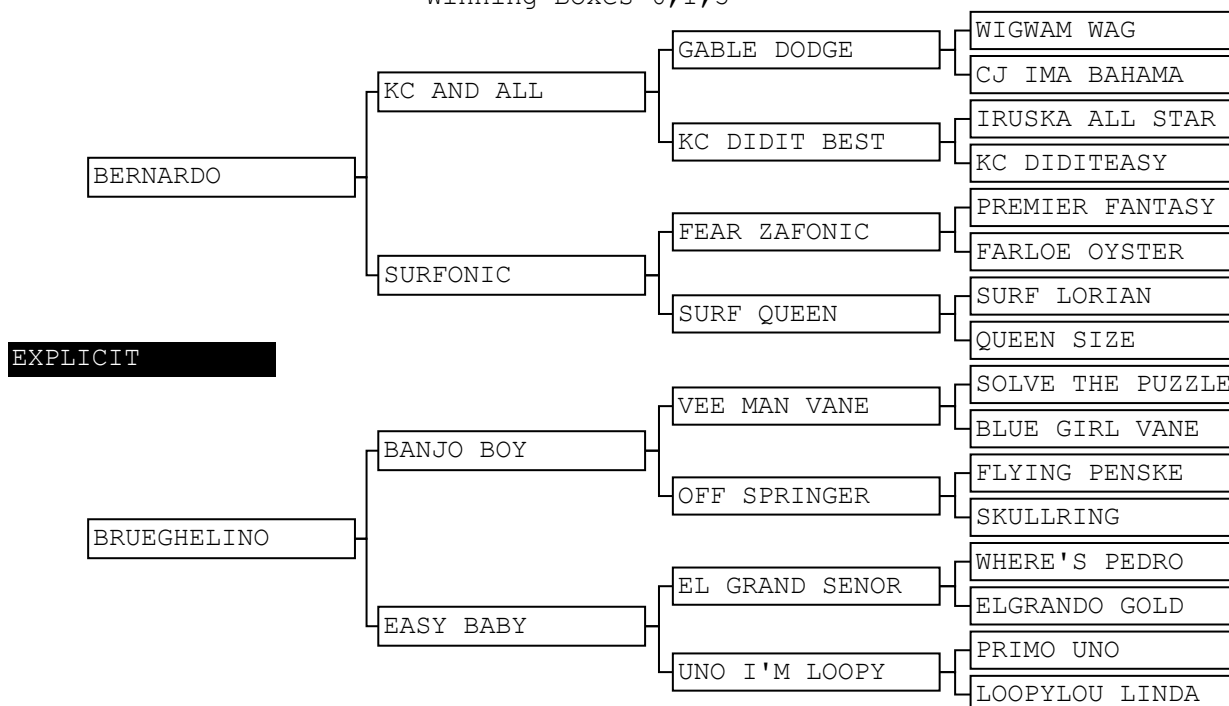 WIGWAM WAG
GABLE DODGE
CJ IMA BAHAMA
KC AND ALL
IRUSKA ALL STAR
KC DIDIT BEST
KC DIDITEASY
BERNARDO
PREMIER FANTASY
FEAR ZAFONIC
FARLOE OYSTER
SURFONIC
SURF LORIAN
SURF QUEEN
QUEEN SIZE
EXPLICIT
SOLVE THE PUZZLE
VEE MAN VANE
BLUE GIRL VANE
BANJO BOY
FLYING PENSKE
OFF SPRINGER
SKULLRING
BRUEGHELINO
WHERE'S PEDRO
EL GRAND SENOR
ELGRANDO GOLD
EASY BABY
PRIMO UNO
UNO I'M LOOPY
LOOPYLOU LINDA